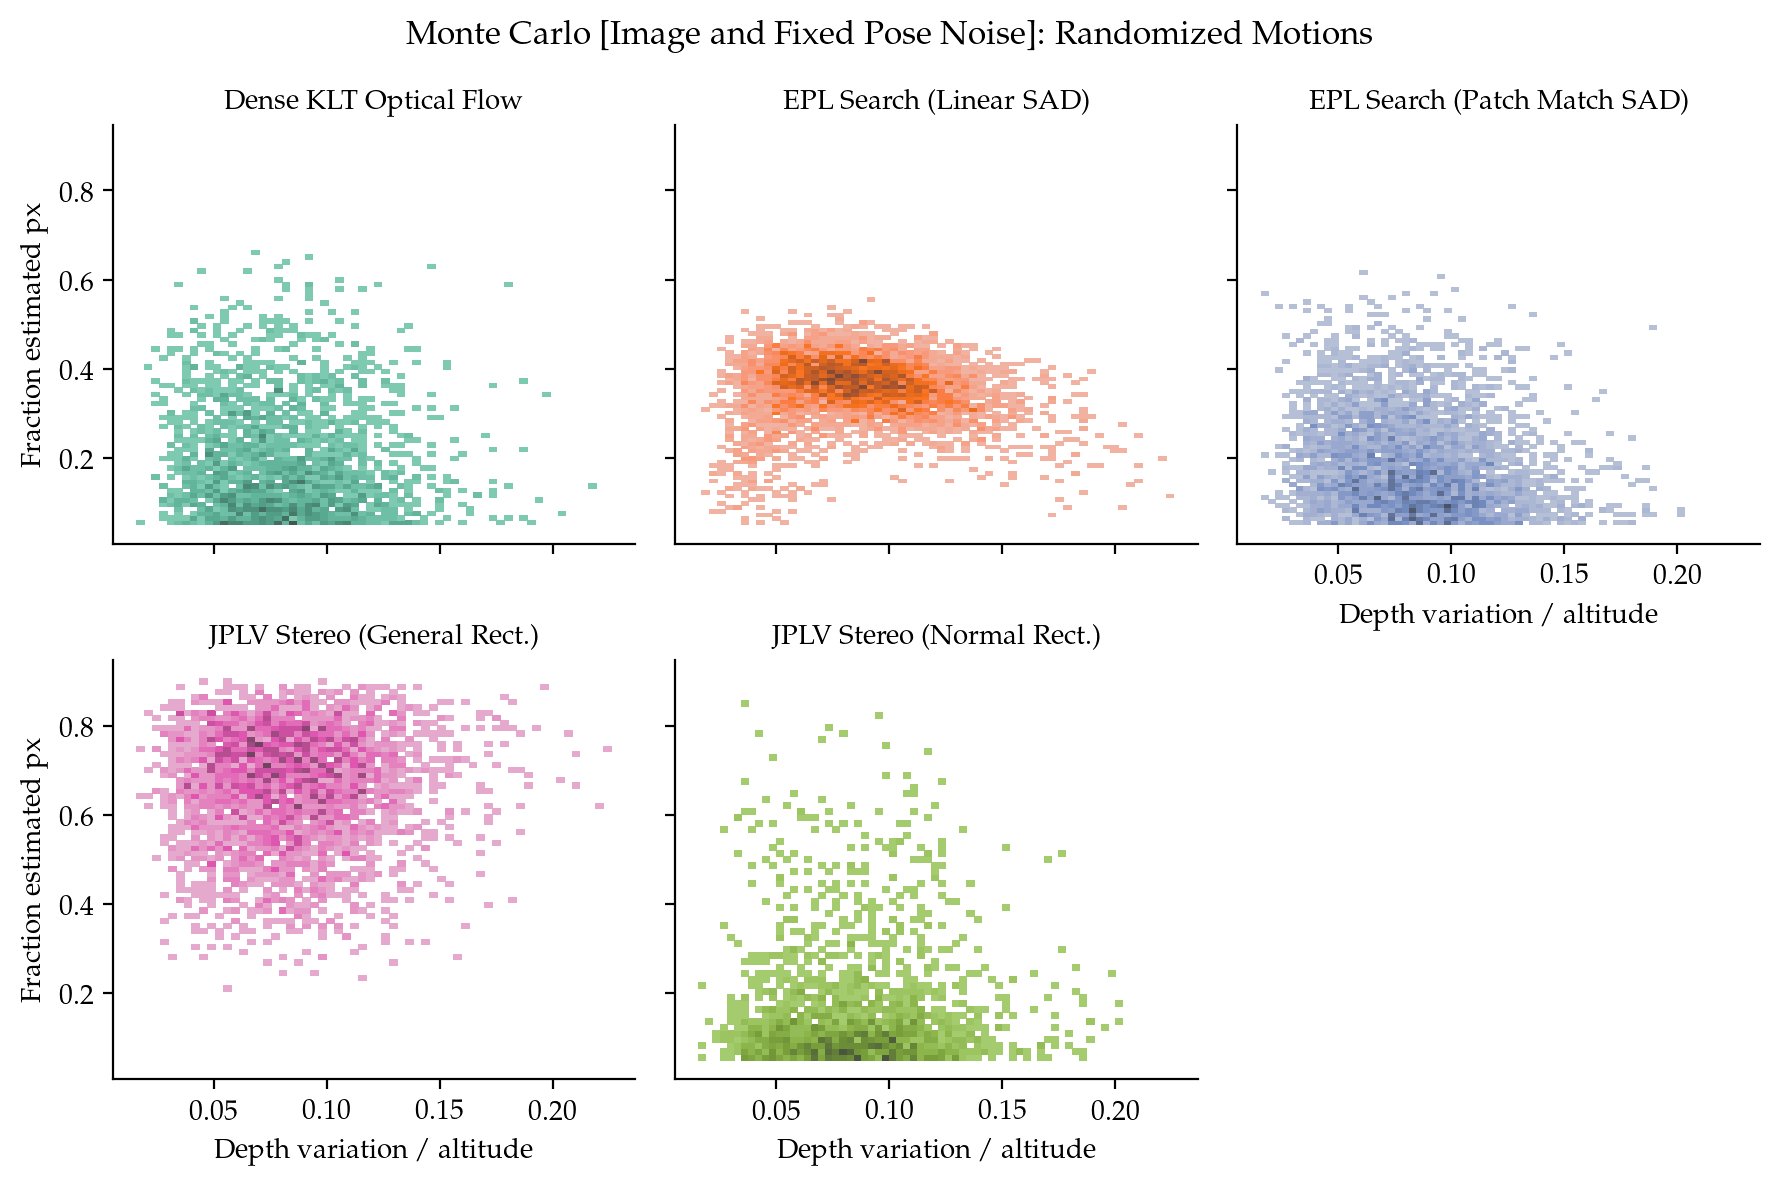 Monte Carlo [Image and Fixed Pose Noise]: Randomized Motions
Dense KLT Optical Flow
EPL Search (Linear SAD)
EPL Search (Patch Match SAD)
Fraction estimated px
0.8
0.6
0.4
0.2
0.05 0.10 0.15 0.20
Depth variation / altitude
JPLV Stereo (General Rect.)
JPLV Stereo (Normal Rect.)
Fraction estimated px
0.8
0.6
0.4
0.2
0.05 0.10 0.15 0.20
0.05 0.10 0.15 0.20
Depth variation / altitude
Depth variation / altitude